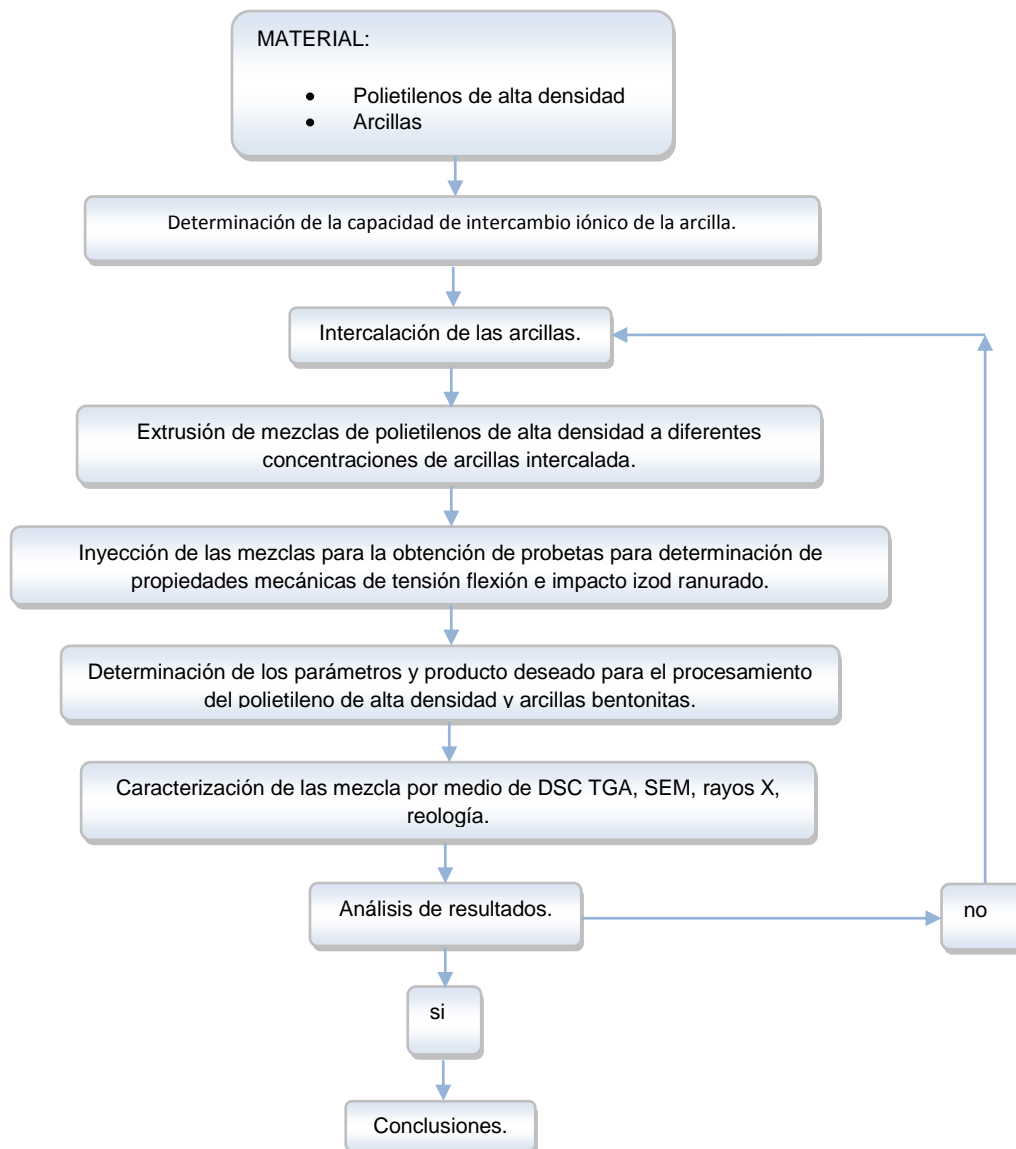 MATERIAL:
• Polietilenos de alta densidad
• Arcillas
Determinación de la capacidad de intercambio iónico de la arcilla.
Intercalación de las arcillas.
Extrusión de mezclas de polietilenos de alta densidad a diferentes
concentraciones de arcillas intercalada.
Inyección de las mezclas para la obtención de probetas para determinación de
propiedades mecánicas de tensión flexión e impacto izod ranurado.
Determinación de los parámetros y producto deseado para el procesamiento
del polietileno de alta densidad y arcillas bentonitas.
Caracterización de las mezcla por medio de DSC TGA, SEM, rayos X,
reología.
Análisis de resultados.
no
si
Conclusiones.